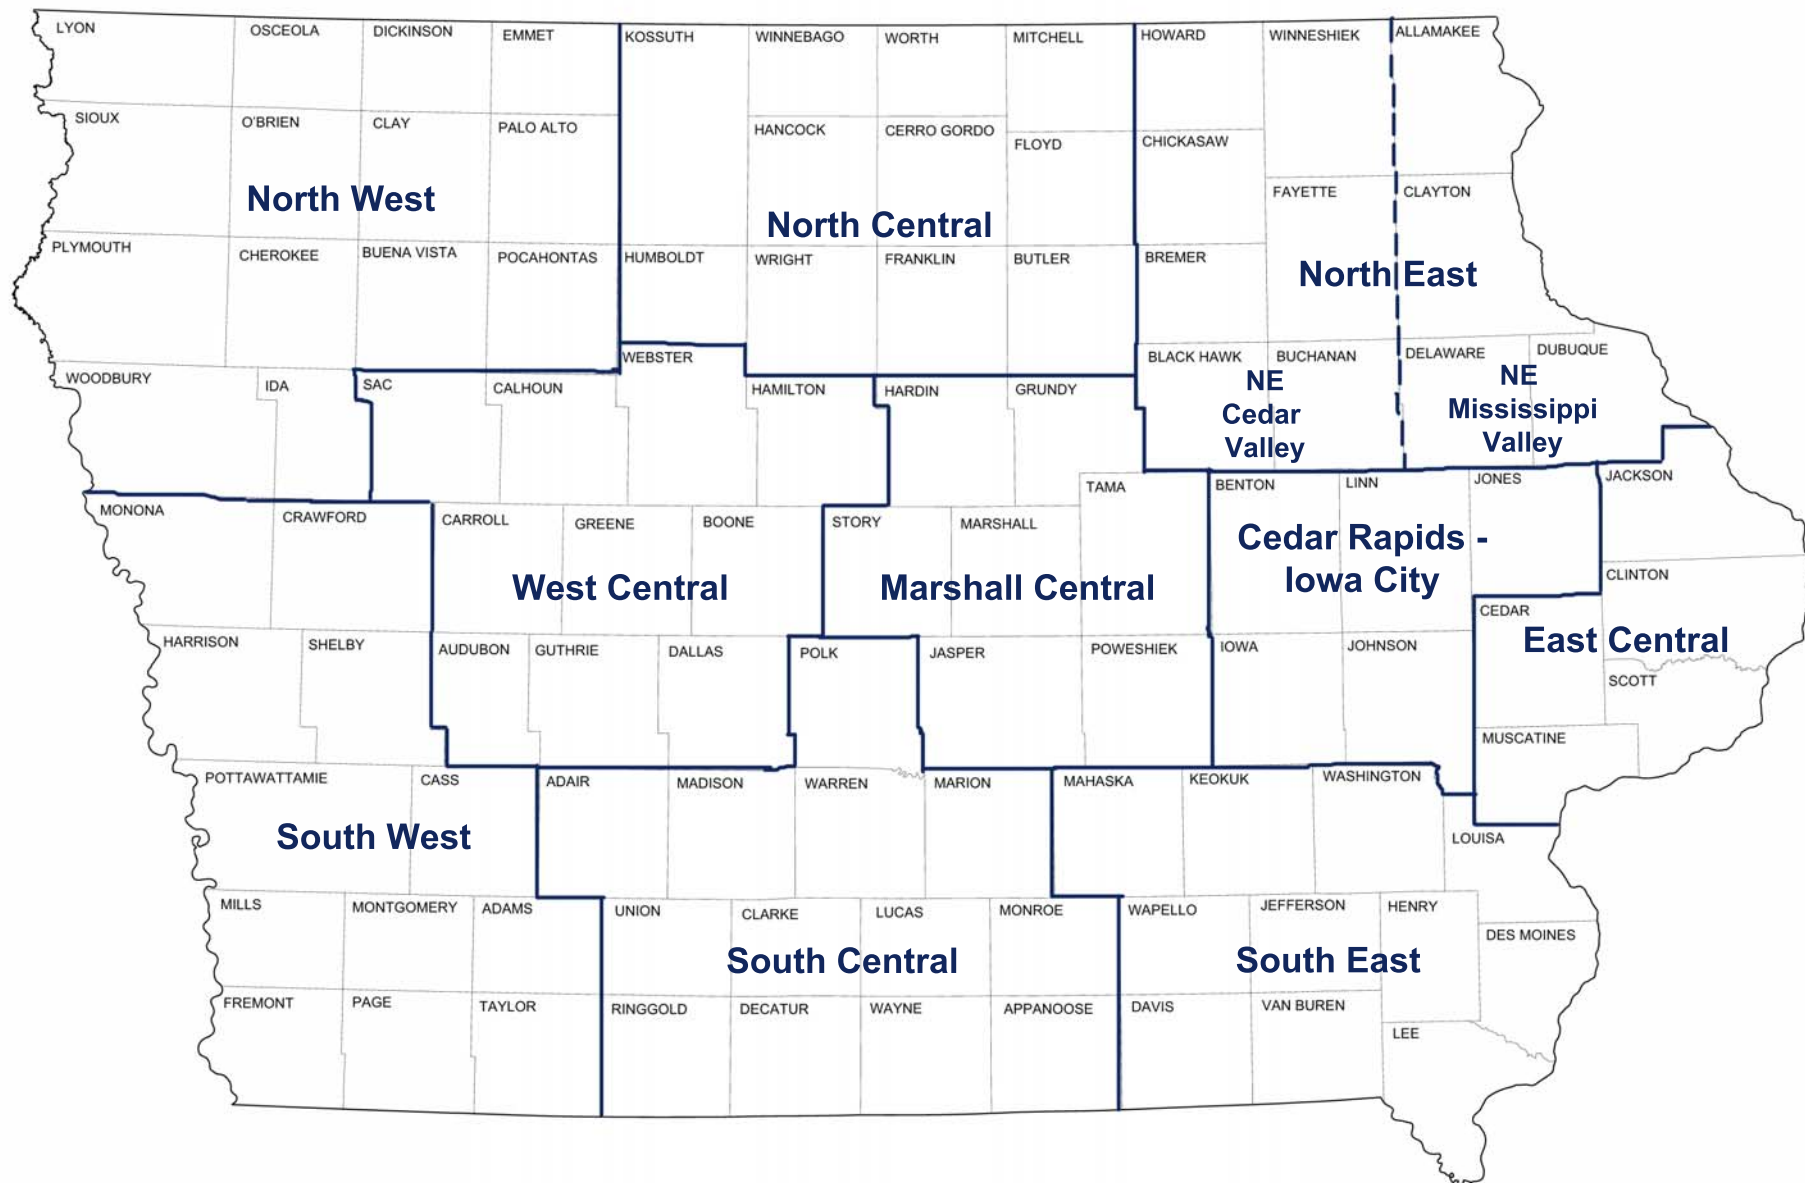 LYON
OSCEOLA
DICKINSON
EMMET
KOSSUTH
WINNEBAGO
WORTH
MITCHELL
HOWARD
WINNESHIEK
ALLAMAKEE
SIOUX
O'BRIEN
CLAY
PALO ALTO
HANCOCK
CERRO GORDO
FLOYD
CHICKASAW
FAYETTE
CLAYTON
North West
North Central
North East
PLYMOUTH
CHEROKEE
BUENA VISTA
POCAHONTAS
HUMBOLDT
WRIGHT
FRANKLIN
BUTLER
BREMER
WEBSTER
BLACK HAWK
BUCHANAN
DELAWARE
DUBUQUE
NE
Cedar
Valley
NE
Mississippi
Valley
WOODBURY
IDA
SAC
CALHOUN
HAMILTON
HARDIN
GRUNDY
TAMA
BENTON
LINN
JONES
JACKSON
MONONA
CRAWFORD
CARROLL
GREENE
BOONE
STORY
MARSHALL
Cedar Rapids -
Iowa City
West Central
Marshall Central
CLINTON
CEDAR
East Central
HARRISON
SHELBY
AUDUBON
GUTHRIE
DALLAS
POLK
JASPER
POWESHIEK
IOWA
JOHNSON
SCOTT
MUSCATINE
POTTAWATTAMIE
CASS
ADAIR
MADISON
WARREN
MARION
MAHASKA
KEOKUK
WASHINGTON
LOUISA
South West
MILLS
MONTGOMERY
ADAMS
UNION
CLARKE
LUCAS
MONROE
WAPELLO
JEFFERSON
HENRY
DES MOINES
South Central
South East
FREMONT
PAGE
TAYLOR
RINGGOLD
DECATUR
WAYNE
APPANOOSE
DAVIS
VAN BUREN
LEE